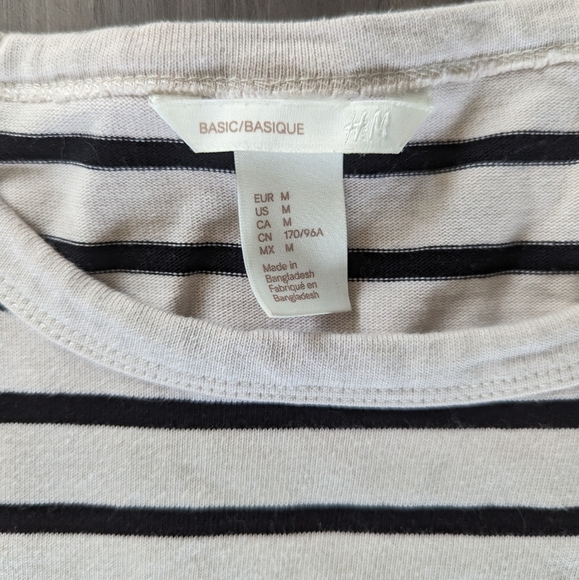 BASIC/BASIQUE H&M
EUR M
US M
CA M
CN 170/96A
MX M
Made in
Bangladesh
Fabriqué en
Bangladesh